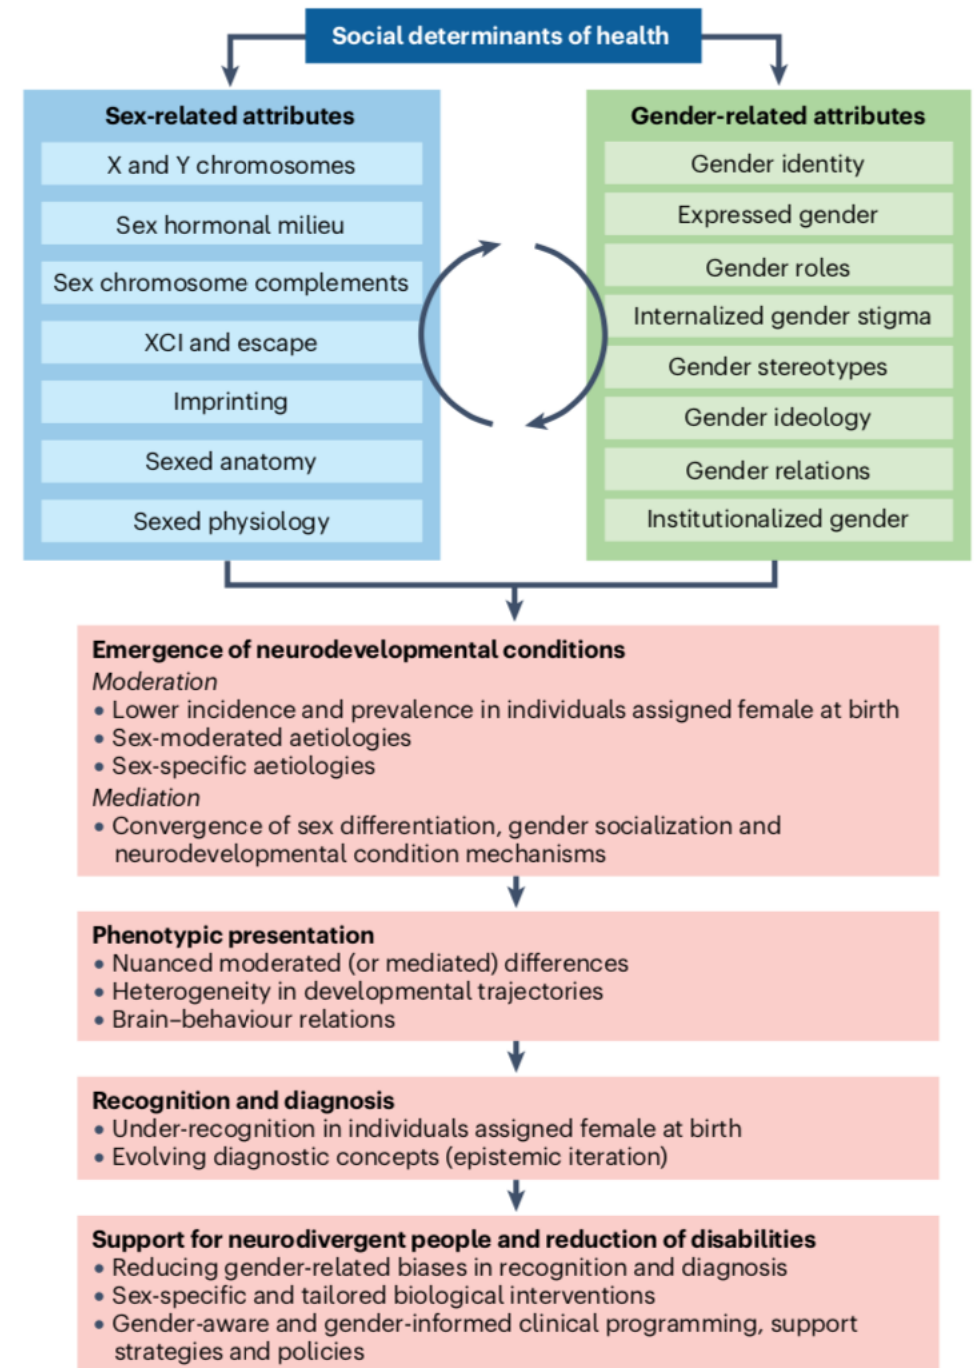 Social determinants of health
Sex-related attributes
X and Y chromosomes
Sex hormonal milieu
Sex chromosome complements
XCI and escape
Imprinting
Sexed anatomy
Sexed physiology
Gender-related attributes
Gender identity
Expressed gender
Gender roles
Internalized gender stigma
Gender stereotypes
Gender ideology
Gender relations
Institutionalized gender
Emergence of neurodevelopmental conditions
Moderation
• Lower incidence and prevalence in individuals assigned female at birth
• Sex-moderated aetiologies
• Sex-specific aetiologies
Mediation
• Convergence of sex differentiation, gender socialization and
neurodevelopmental condition mechanisms
Phenotypic presentation
• Nuanced moderated (or mediated) differences
• Heterogeneity in developmental trajectories
• Brain–behaviour relations
Recognition and diagnosis
• Under-recognition in individuals assigned female at birth
• Evolving diagnostic concepts (epistemic iteration)
Support for neurodivergent people and reduction of disabilities
• Reducing gender-related biases in recognition and diagnosis
• Sex-specific and tailored biological interventions
• Gender-aware and gender-informed clinical programming, support
strategies and policies